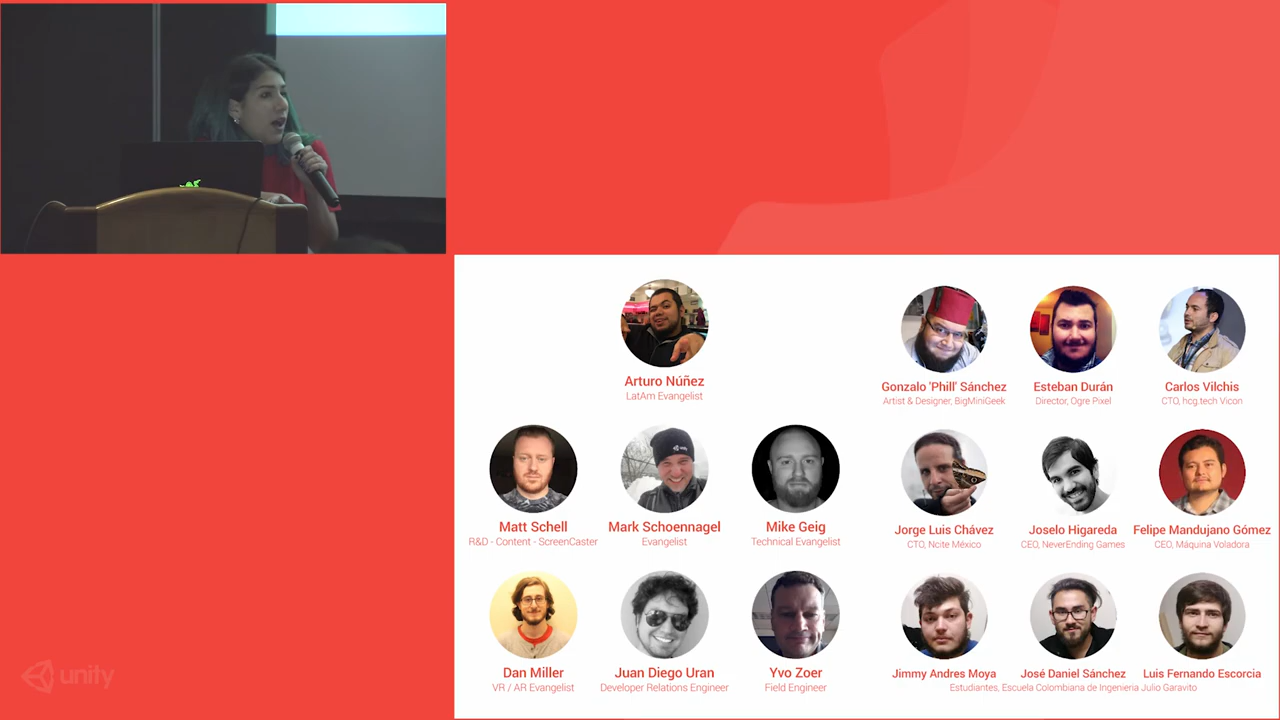 Arturo Núñez
LatAm Evangelist
Gonzalo 'Phill' Sánchez
Artist & Designer, BigMiniGeek
Esteban Durán
Director, Ogre Pixel
Carlos Vilchis
CTO, hcg.tech Vicon
Matt Schell
R&D - Content - ScreenCaster
Mark Schoennagel
Evangelist
Mike Geig
Technical Evangelist
Jorge Luis Chávez
CTO, Ncite México
Joselo Higareda
CEO, NeverEnding Games
Felipe Mandujano Gómez
CEO, Máquina Voladora
Dan Miller
VR / AR Evangelist
Juan Diego Uran
Developer Relations Engineer
Yvo Zoer
Field Engineer
Jimmy Andres Moya
José Daniel Sánchez
Luis Fernando Escorcia
Estudiantes, Escuela Colombiana de Ingenieria Julio Garavito
unity